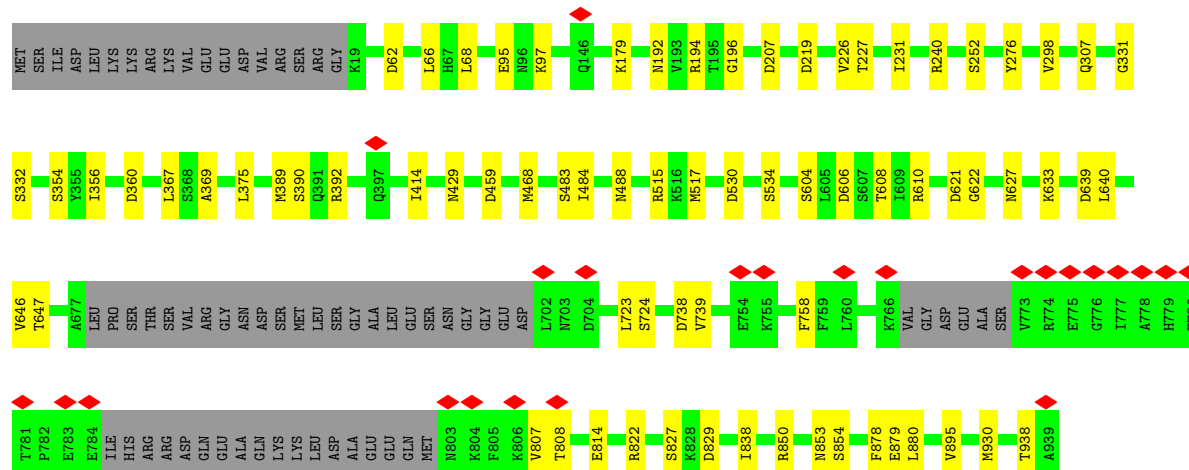 MET SER ILE ASP LEU LYS LYS ARG LYS VAL GLU GLU ASP VAL ARG SER ARG GLY K19 D62 L66 H67 L68 E95 N96 K97 Q146 K179 N192 V193 R194 T195 G196 D207 D219 V226 T227 I231 R240 S252 Y276 V298 Q307 G331
S332 S354 Y355 I356 D360 L367 S368 A369 L375 M389 S390 Q391 R392 Q397 I414 N429 D459 M468 S483 I484 N488 R515 K516 M517 D530 S534 S604 L605 D606 S607 T608 I609 R610 D621 G622 N627 K633 D639 L640
V646 T647 A677 LEU PRO SER THR SER VAL ARG GLY ASN ASP SER MET LEU SER GLY ALA LEU GLU SER ASN GLY GLY GLU ASP L702 N703 D704 L723 S724 D738 V739 E754 K755 F758 F759 L760 K766 VAL GLY ASP GLU ALA SER V773 R774 E775 G776 I777 A778 H779
T781 P782 E783 E784 ILE HIS ARG ARG ASP GLN GLU ALA GLN LYS LYS LEU ASP ALA GLU GLU GLN MET N803 K804 F805 K806 V807 T808 E814 R822 S827 K828 D829 I838 R850 N853 S854 F878 E879 L880 V895 M930 T938 A939